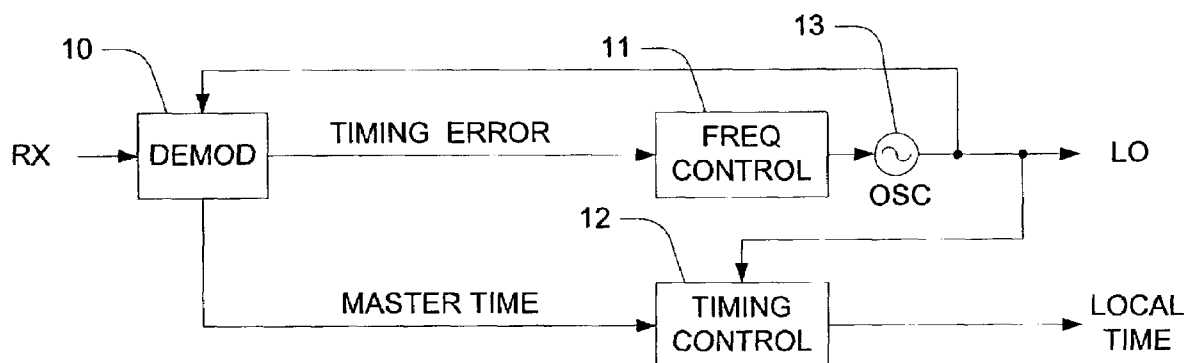 10
11
13
RX
DEMOD
TIMING ERROR
FREQ
CONTROL
OSC
LO
12
MASTER TIME
TIMING
CONTROL
LOCAL
TIME